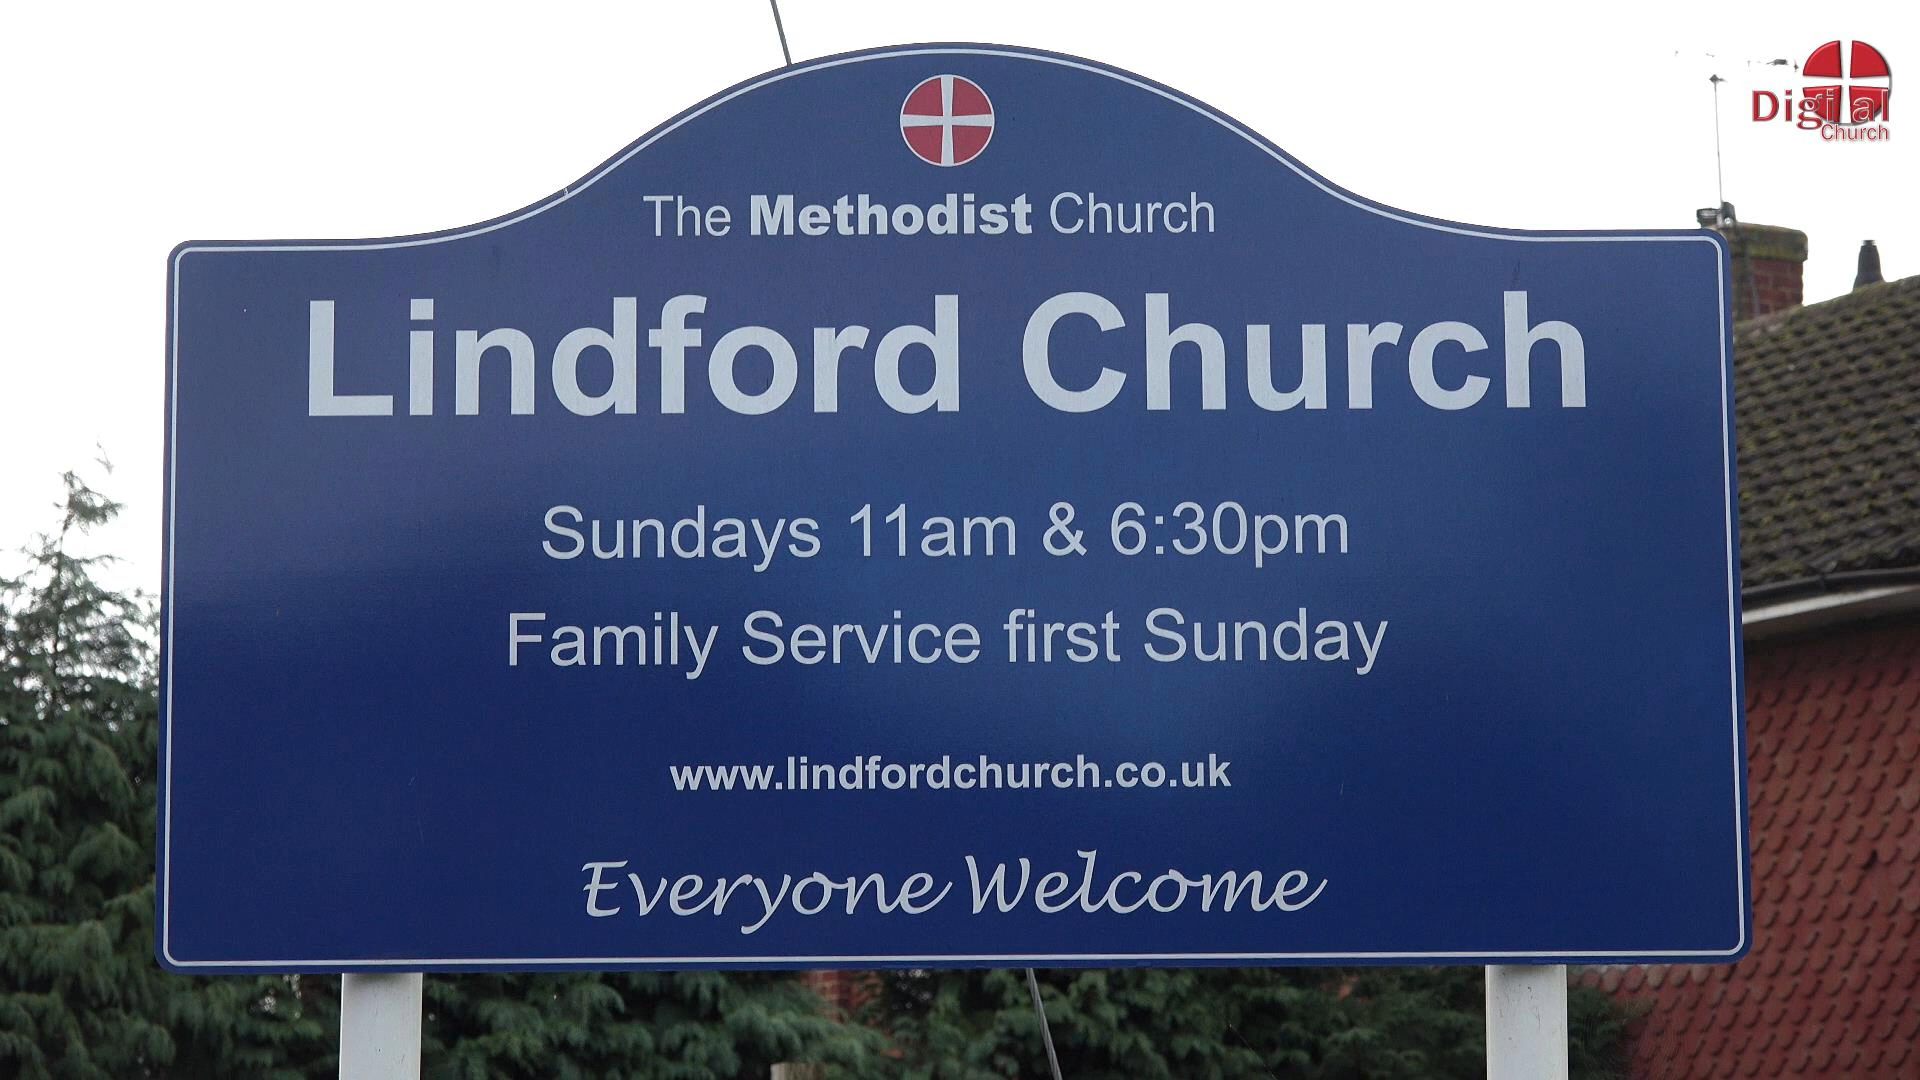 Digital
Church
The Methodist Church
Lindford Church
Sundays 11am & 6:30pm
Family Service first Sunday
www.lindfordchurch.co.uk
Everyone Welcome